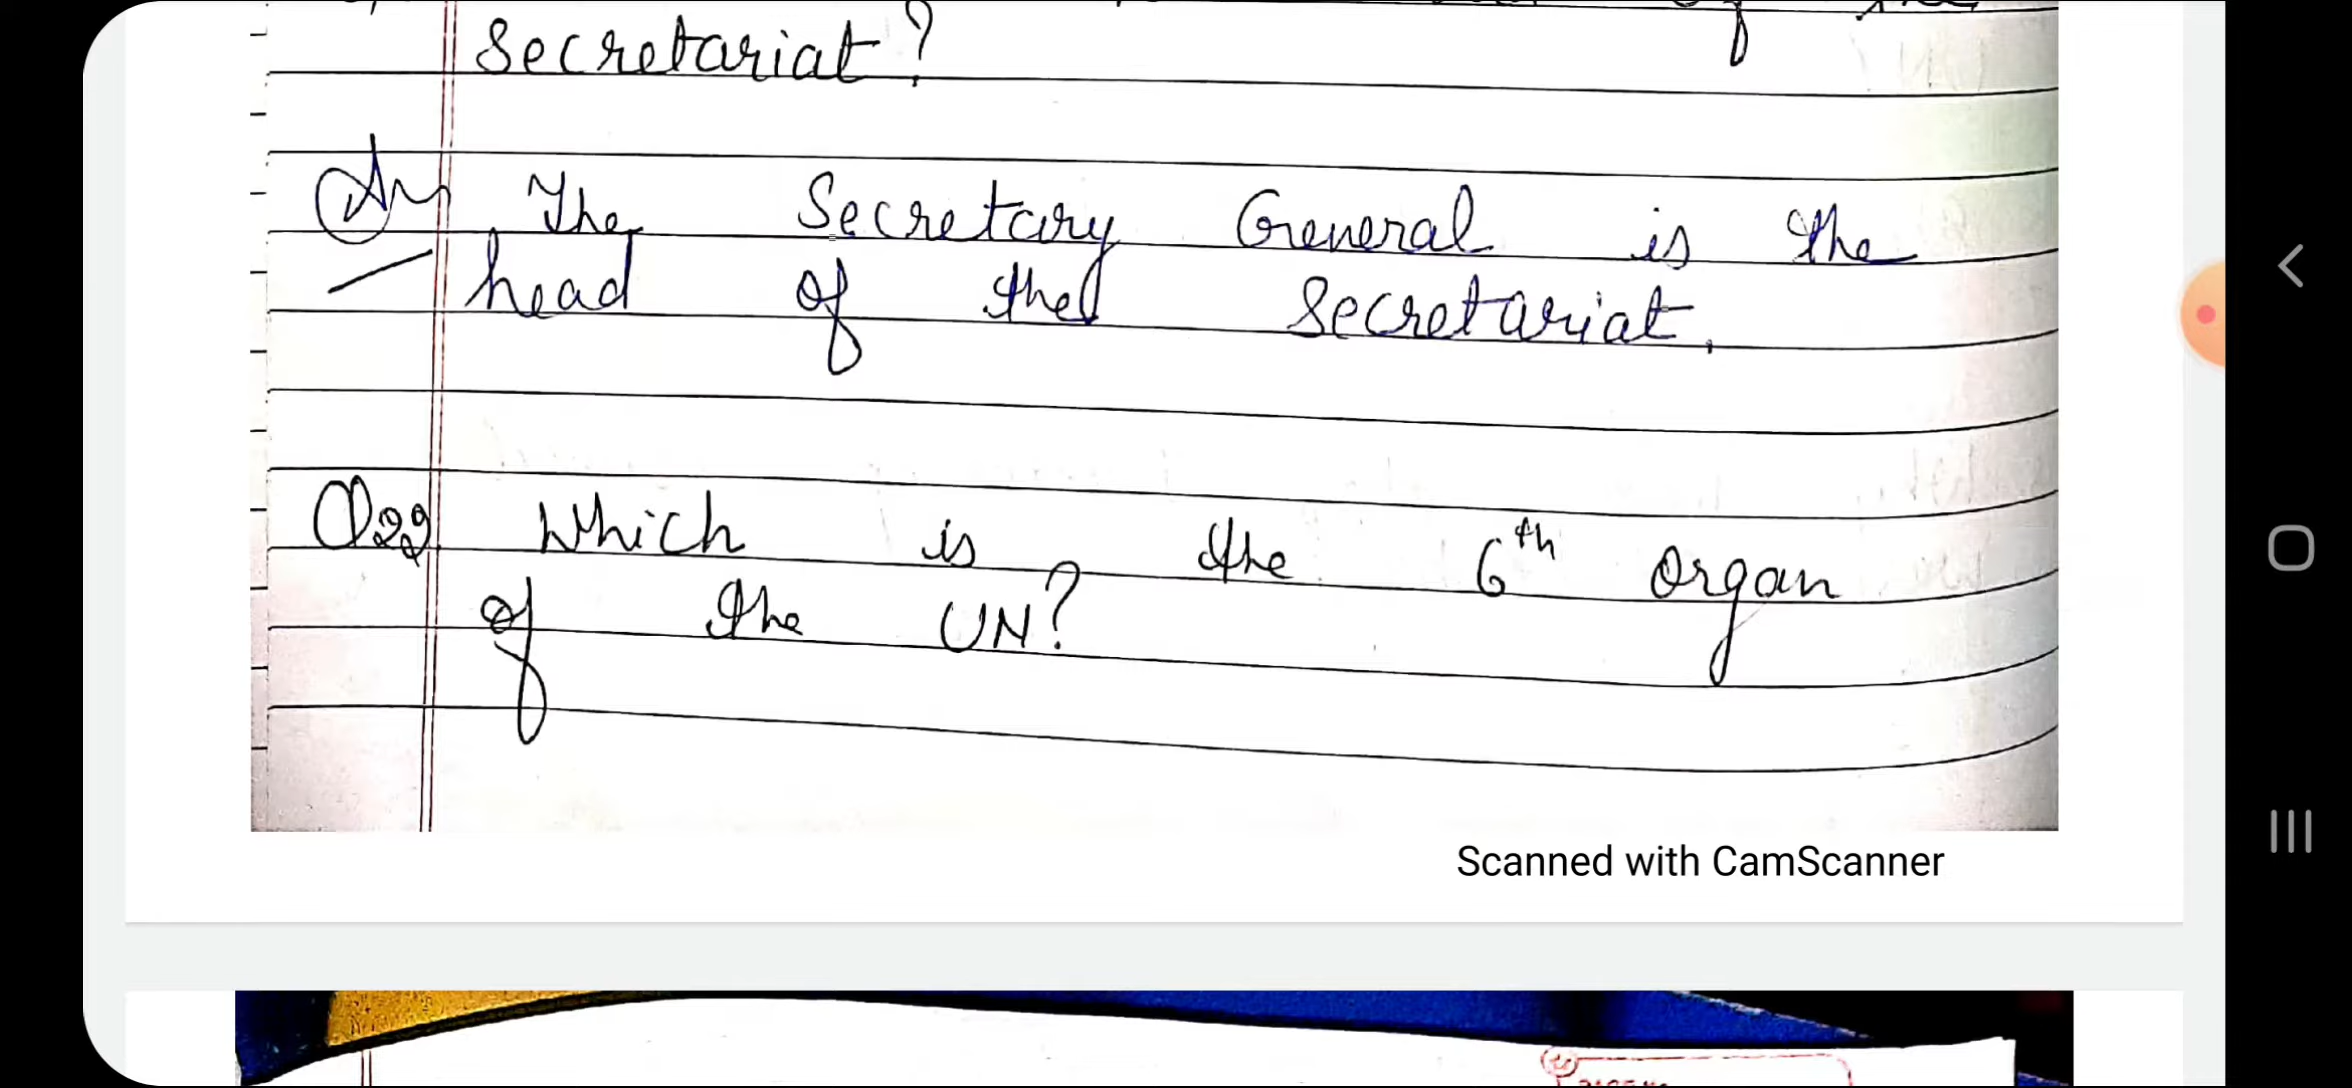 Secretariat?
Ans The Secretary General is the
head of the Secretariat.
Q22 Which is the 6th organ
of the UN?
Scanned with CamScanner